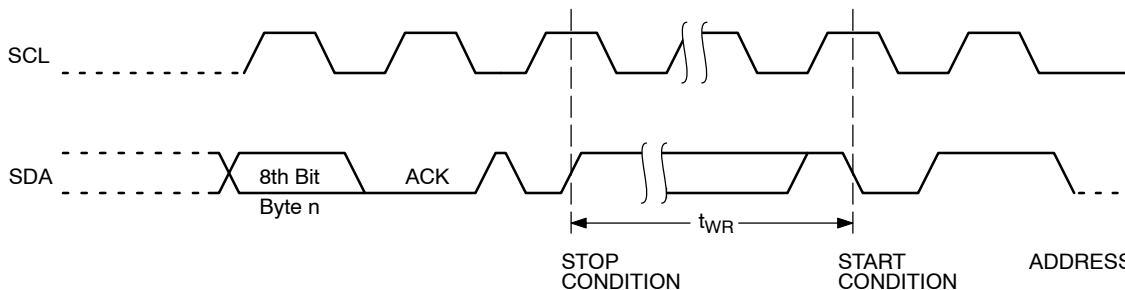 SCL
SDA
8th Bit
ACK
Byte n
tWR
STOP
CONDITION
START
CONDITION
ADDRESS